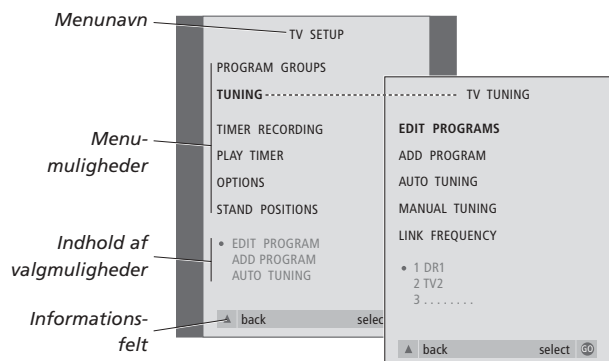 Menunavn
TV SETUP
PROGRAM GROUPS
TUNING
TV TUNING
Menu-
muligheder
TIMER RECORDING
PLAY TIMER
OPTIONS
STAND POSITIONS
EDIT PROGRAMS
ADD PROGRAM
AUTO TUNING
MANUAL TUNING
LINK FREQUENCY
Indhold af
valgmuligheder
• EDIT PROGRAM
ADD PROGRAM
AUTO TUNING
• 1 DR1
2 TV2
3 . . . . . . . .
Informations-
felt
back selec
back select GO